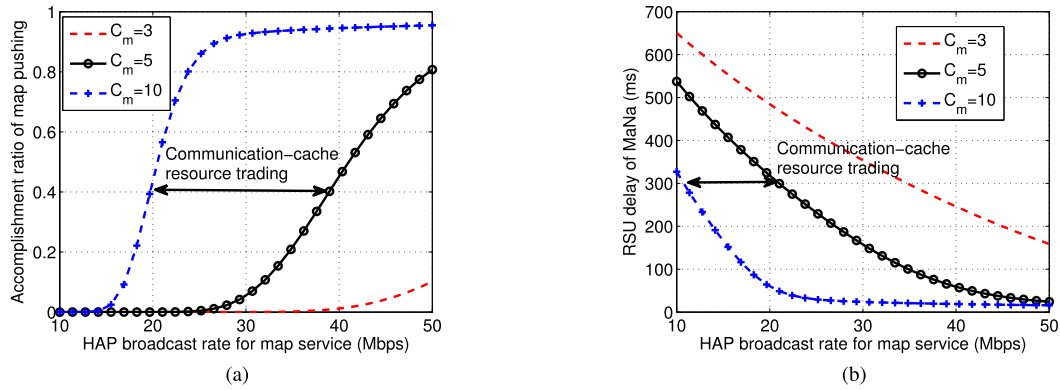 Accomplishment ratio of map pushing
1
0.8
0.6
0.4
0.2
0
C_m=3
C_m=5
C_m=10
Communication−cache
resource trading
10 20 30 40 50
HAP broadcast rate for map service (Mbps)
(a)
RSU delay of MaNa (ms)
700
600
500
400
300
200
100
0
C_m=3
C_m=5
C_m=10
Communication−cache
resource trading
10 20 30 40 50
HAP broadcast rate for map service (Mbps)
(b)